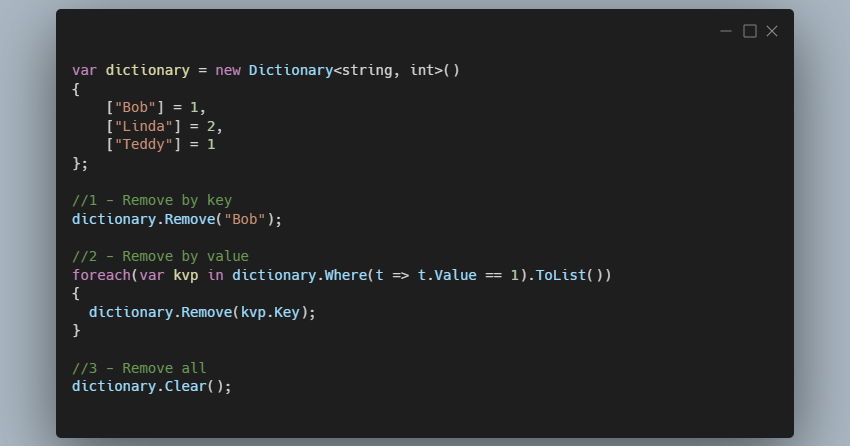 var dictionary = new Dictionary<string, int>()
{
    ["Bob"] = 1,
    ["Linda"] = 2,
    ["Teddy"] = 1
};

//1 - Remove by key
dictionary.Remove("Bob");

//2 - Remove by value
foreach(var kvp in dictionary.Where(t => t.Value == 1).ToList())
{
  dictionary.Remove(kvp.Key);
}

//3 - Remove all
dictionary.Clear();